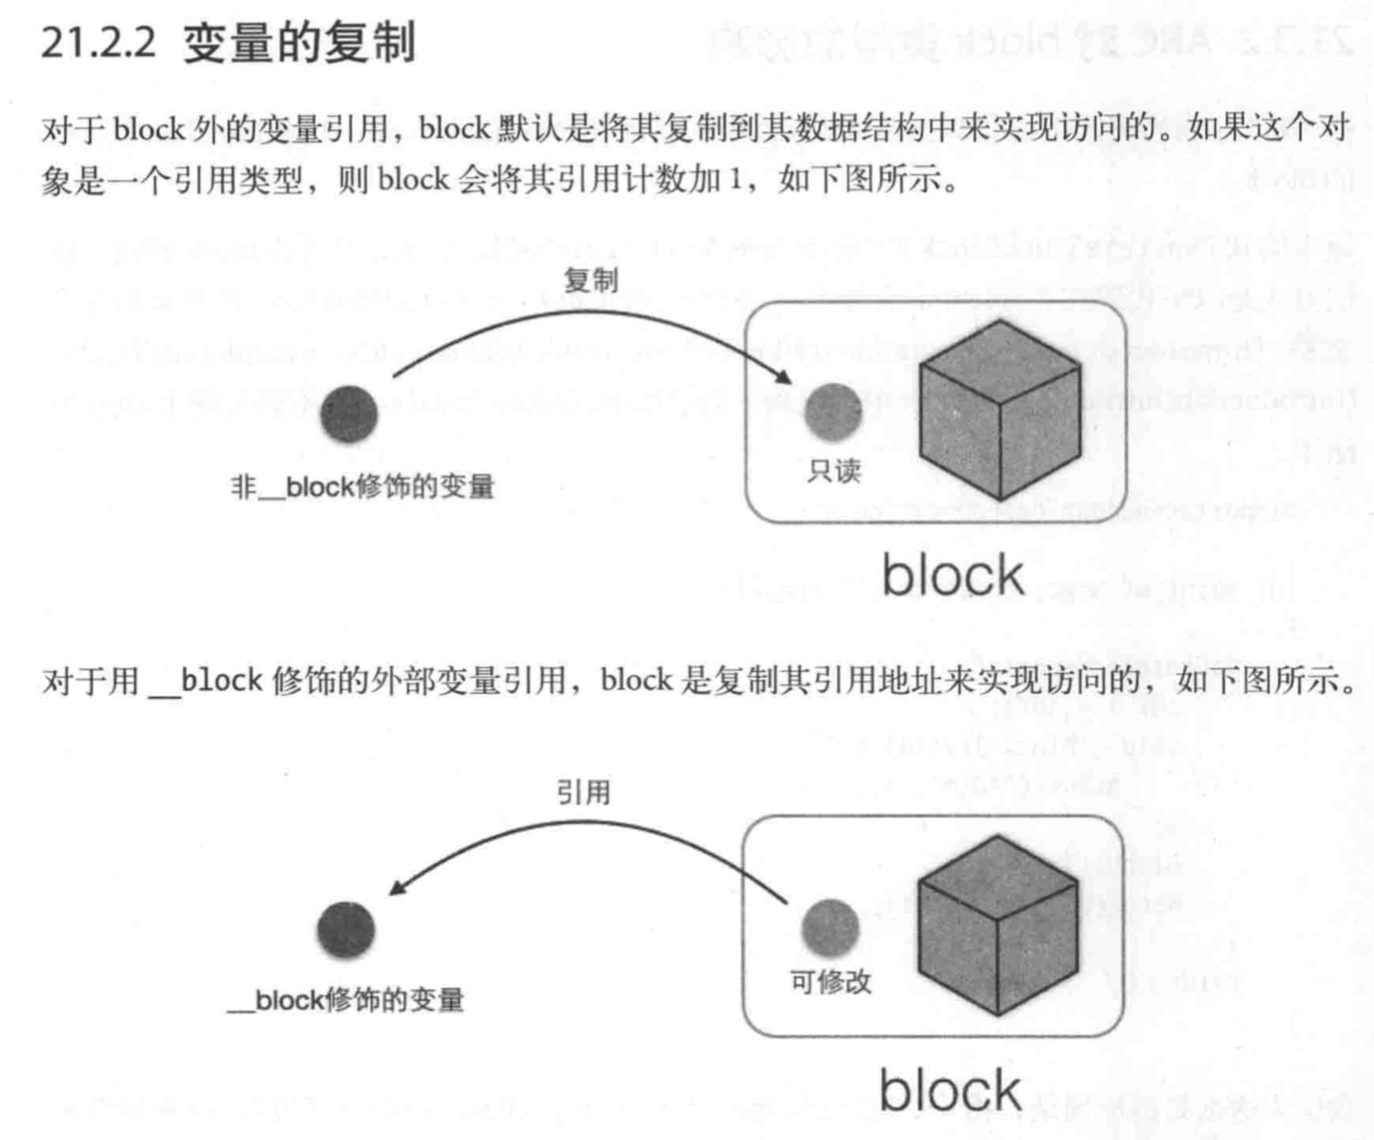 21.2.2 变量的复制
对于 block 外的变量引用，block 默认是将其复制到其数据结构中来实现访问的。如果这个对
象是一个引用类型，则 block 会将其引用计数加 1，如下图所示。
复制
只读
非__block修饰的变量
block
对于用 __block 修饰的外部变量引用，block 是复制其引用地址来实现访问的，如下图所示。
引用
可修改
__block修饰的变量
block